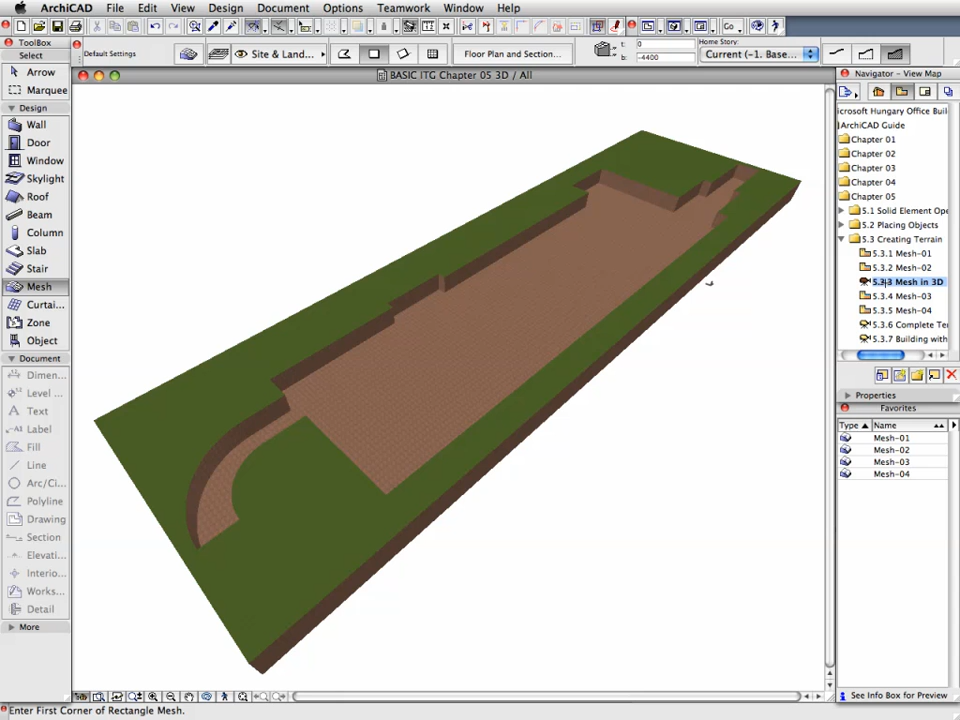 ArchiCAD File Edit View Design Document Options Teamwork Window Help
Go...
ToolBox
Select
Arrow
Marquee
Design
Wall
Door
Window
Skylight
Roof
Beam
Column
Slab
Stair
Mesh
Curtai...
Zone
Object
Document
Dimen...
Level ...
Text
Label
Fill
Line
Arc/Ci...
Polyline
Drawing
Section
Elevati...
Interio...
Works...
Detail
More
Default Settings
Site & Land...
Floor Plan and Section...
t: 0
b: -4400
Home Story:
Current (-1. Base...
BASIC ITG Chapter 05 3D / All
Navigator - View Map
icrosoft Hungary Office Buil
ArchiCAD Guide
Chapter 01
Chapter 02
Chapter 03
Chapter 04
Chapter 05
5.1 Solid Element Ope
5.2 Placing Objects
5.3 Creating Terrain
5.3.1 Mesh-01
5.3.2 Mesh-02
5.3.3 Mesh in 3D
5.3.4 Mesh-03
5.3.5 Mesh-04
5.3.6 Complete Te
5.3.7 Building with
Properties
Favorites
Type Name
Mesh-01
Mesh-02
Mesh-03
Mesh-04
See Info Box for Preview
Enter First Corner of Rectangle Mesh.